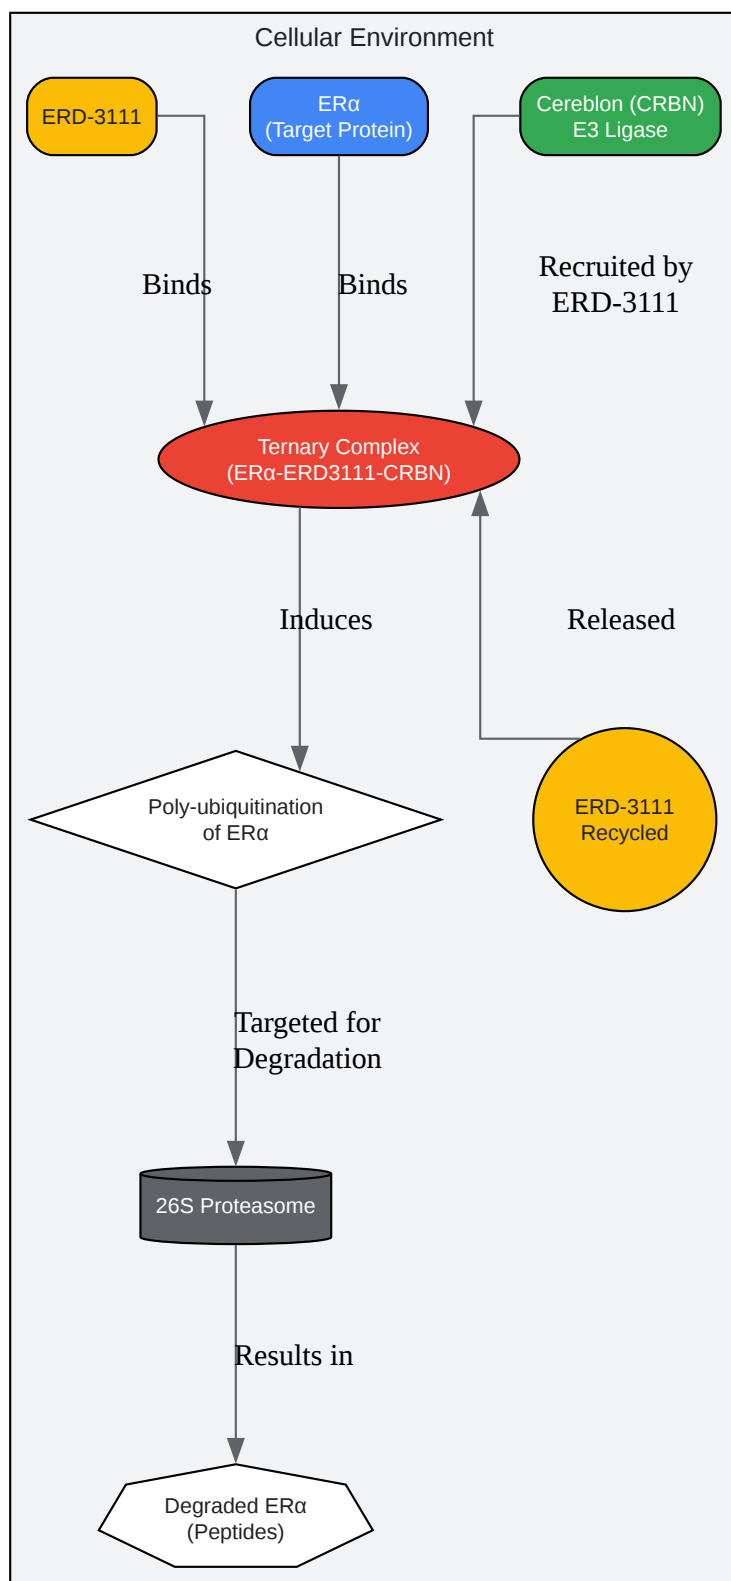 Cellular Environment
ERD-3111
ERα
(Target Protein)
Cereblon (CRBN)
E3 Ligase
Binds
Binds
Recruited by
ERD-3111
Ternary Complex
(ERα-ERD3111-CRBN)
Induces
Released
Poly-ubiquitination
of ERα
ERD-3111
Recycled
Targeted for
Degradation
26S Proteasome
Results in
Degraded ERα
(Peptides)